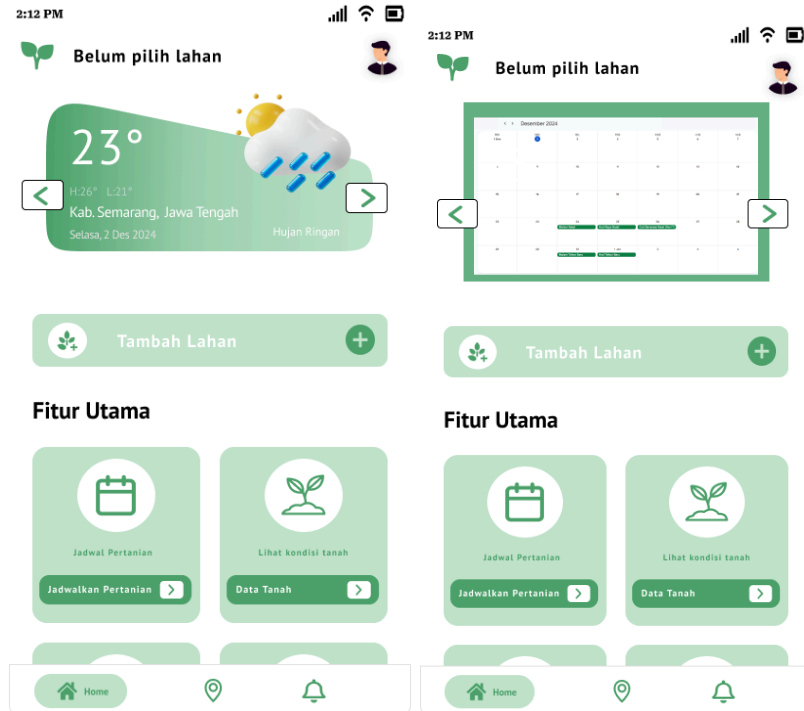 2:12 PM
Belum pilih lahan
23°
H:26° L:21°
Kab. Semarang, Jawa Tengah
Selasa, 2 Des 2024
Hujan Ringan
Tambah Lahan
Fitur Utama
Jadwal Pertanian
Lihat kondisi tanah
Jadwalkan Pertanian
Data Tanah
Home
2:12 PM
Belum pilih lahan
Desember 2024
Tambah Lahan
Fitur Utama
Jadwal Pertanian
Lihat kondisi tanah
Jadwalkan Pertanian
Data Tanah
Home